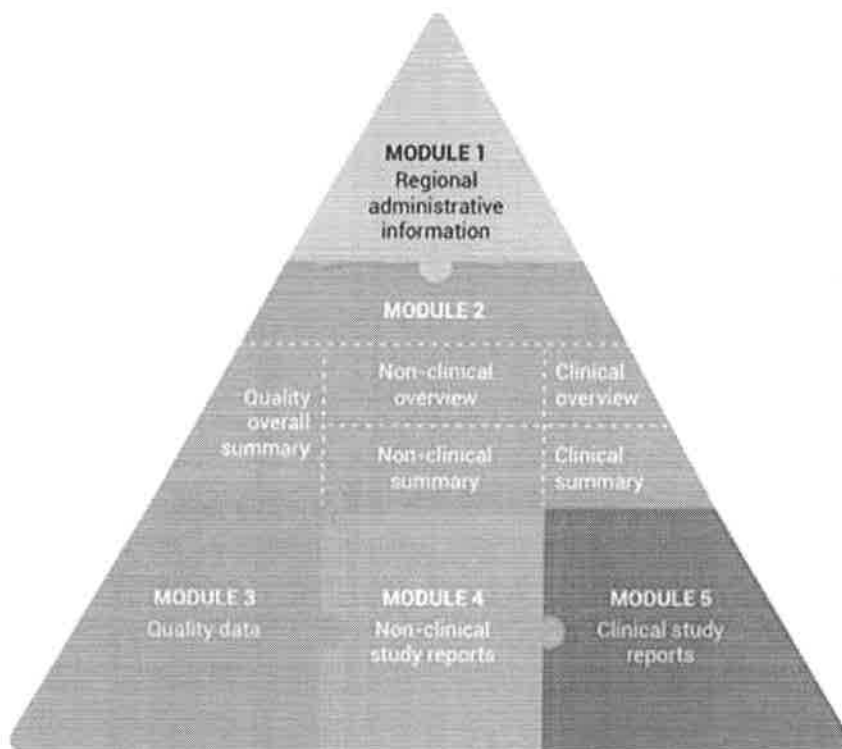 MODULE 1
Regional
administrative
information
MODULE 2
Quality
overall
summary
Non-clinical
overview
Clinical
overview
Non-clinical
summary
Clinical
summary
MODULE 3
Quality data
MODULE 4
Non-clinical
study reports
MODULE 5
Clinical study
reports